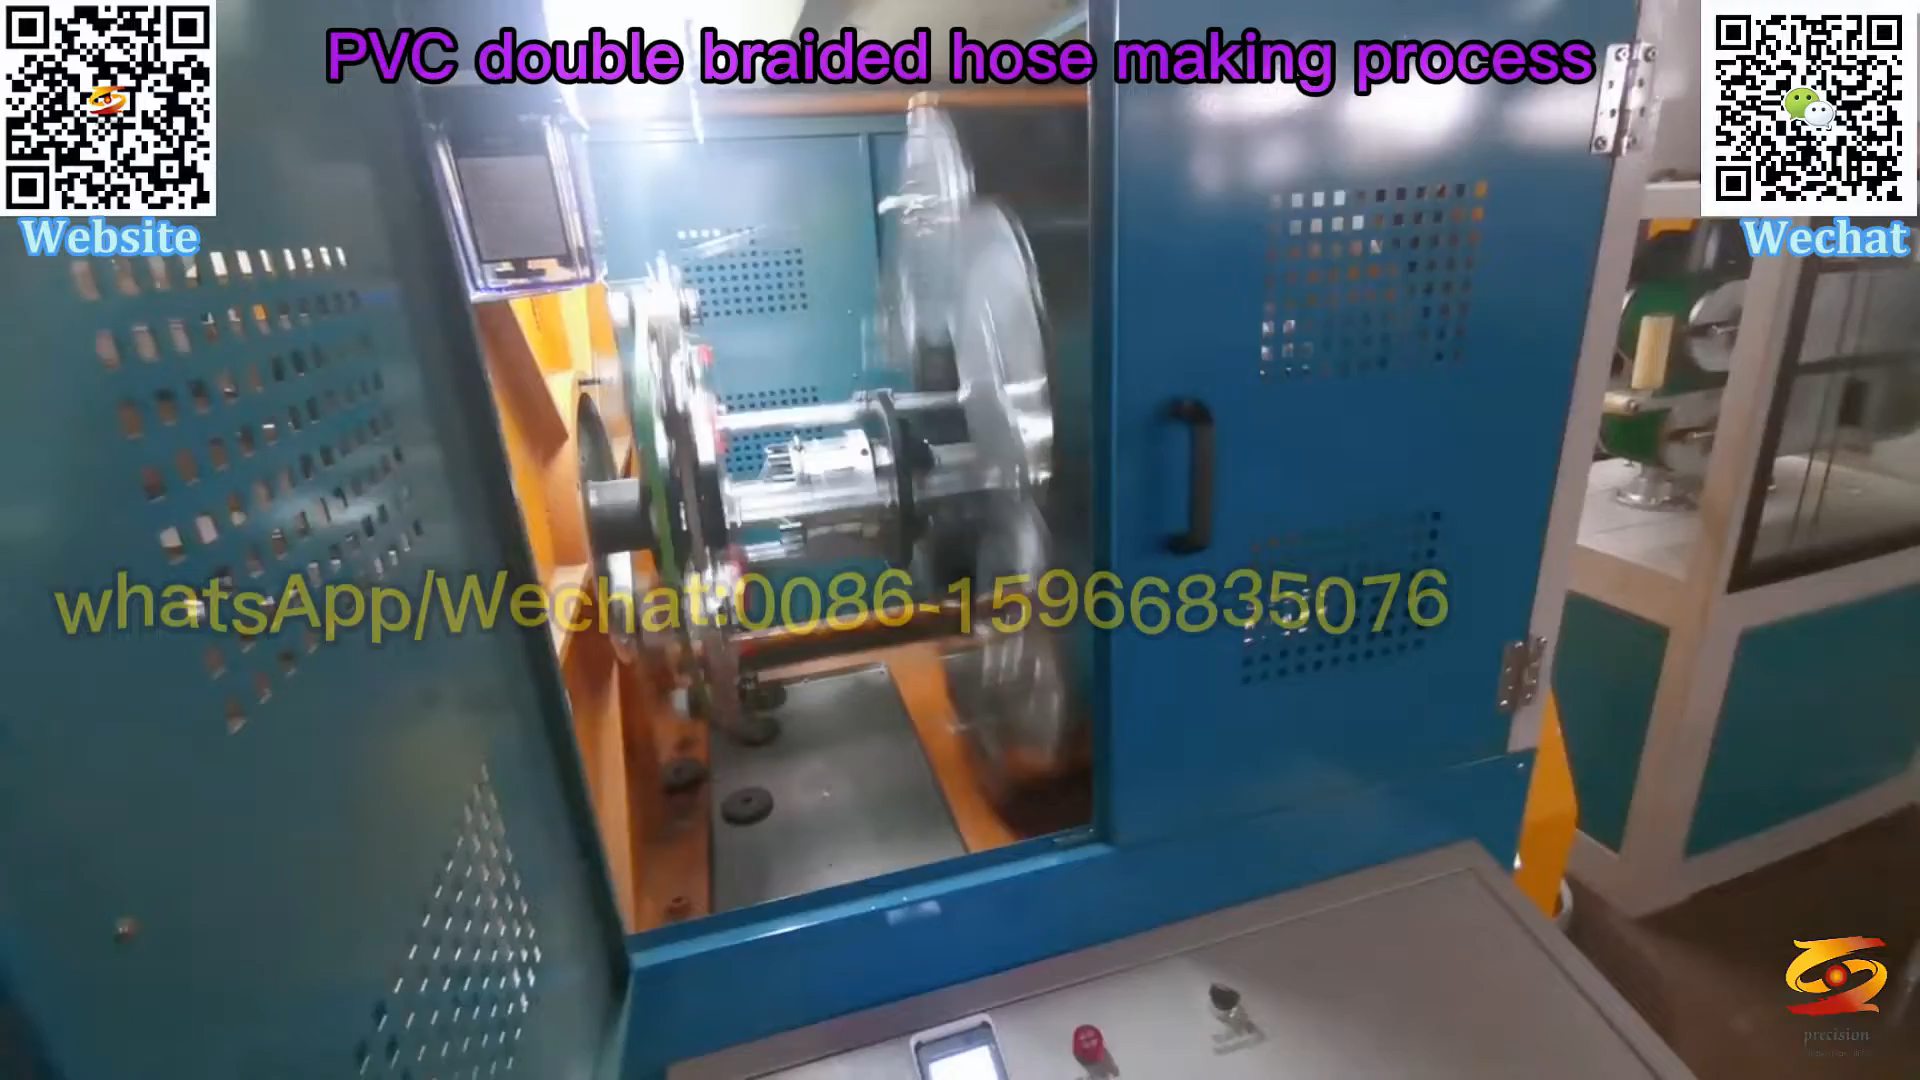 PVC double braided hose making process
Website
Wechat
whatsApp/Wechat:0086-15966835076
precision